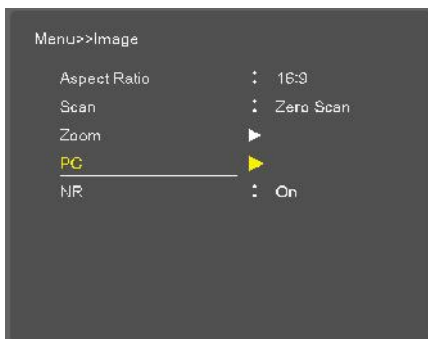 Menu>>Image
Aspect Ratio : 16:9
Scan : Zero Scan
Zoom ▶
PC ▶
NR : On